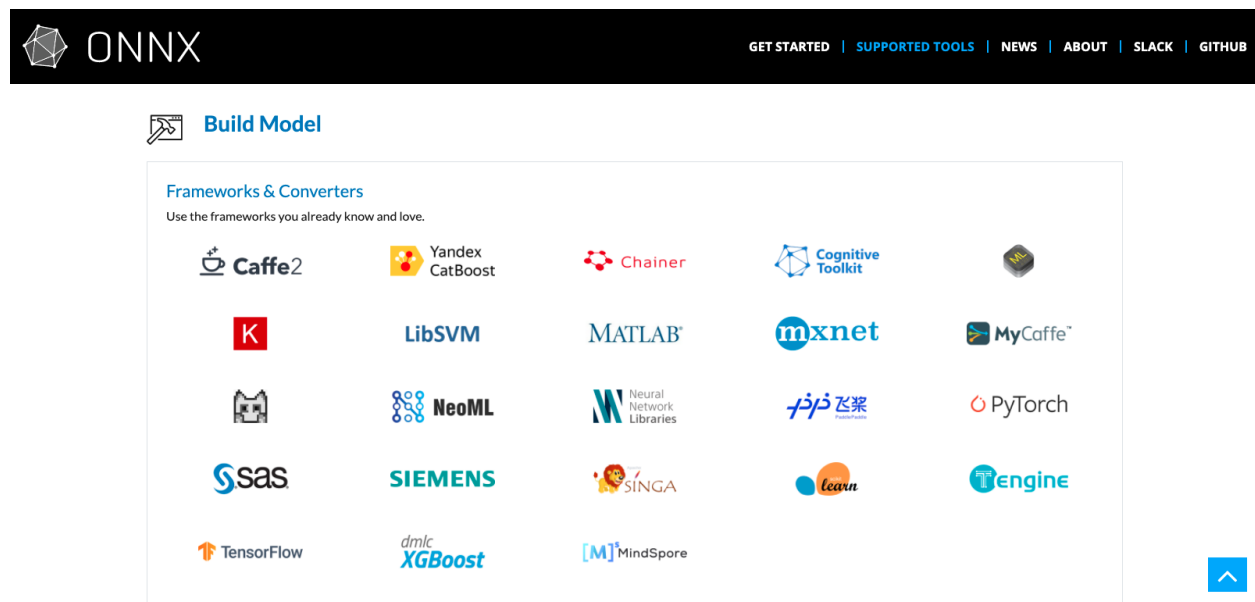 ONNX
GET STARTED | SUPPORTED TOOLS | NEWS | ABOUT | SLACK | GITHUB
Build Model
Frameworks & Converters
Use the frameworks you already know and love.
Caffe2
Yandex
CatBoost
Chainer
Cognitive
Toolkit
ML
K
LibSVM
MATLAB®
mxnet
MyCaffe™
NeoML
Neural
Network
Libraries
飞桨
PaddlePaddle
PyTorch
sas
SIEMENS
SINGA
learn
Tengine
TensorFlow
dmlc
XGBoost
[M]s MindSpore